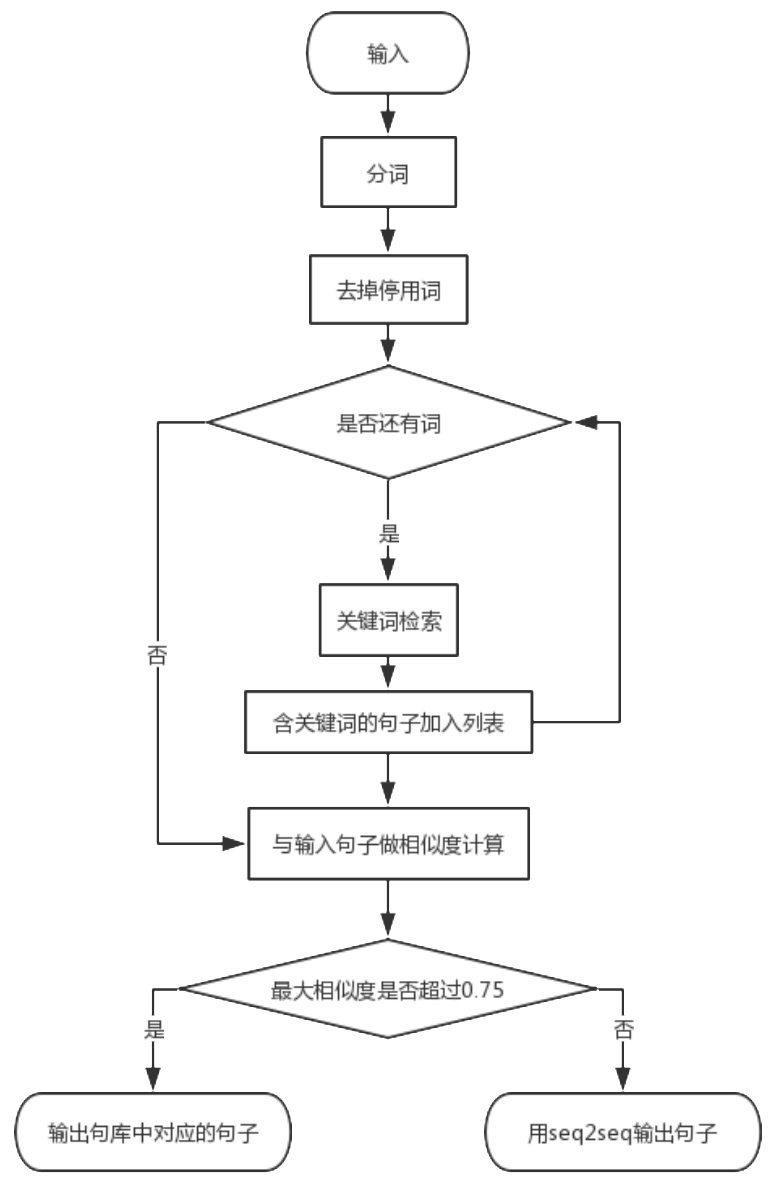 输入
分词
去掉停用词
是否还有词
是
关键词检索
否
含关键词的句子加入列表
与输入句子做相似度计算
最大相似度是否超过0.75
是
否
输出句库中对应的句子
用seq2seq输出句子